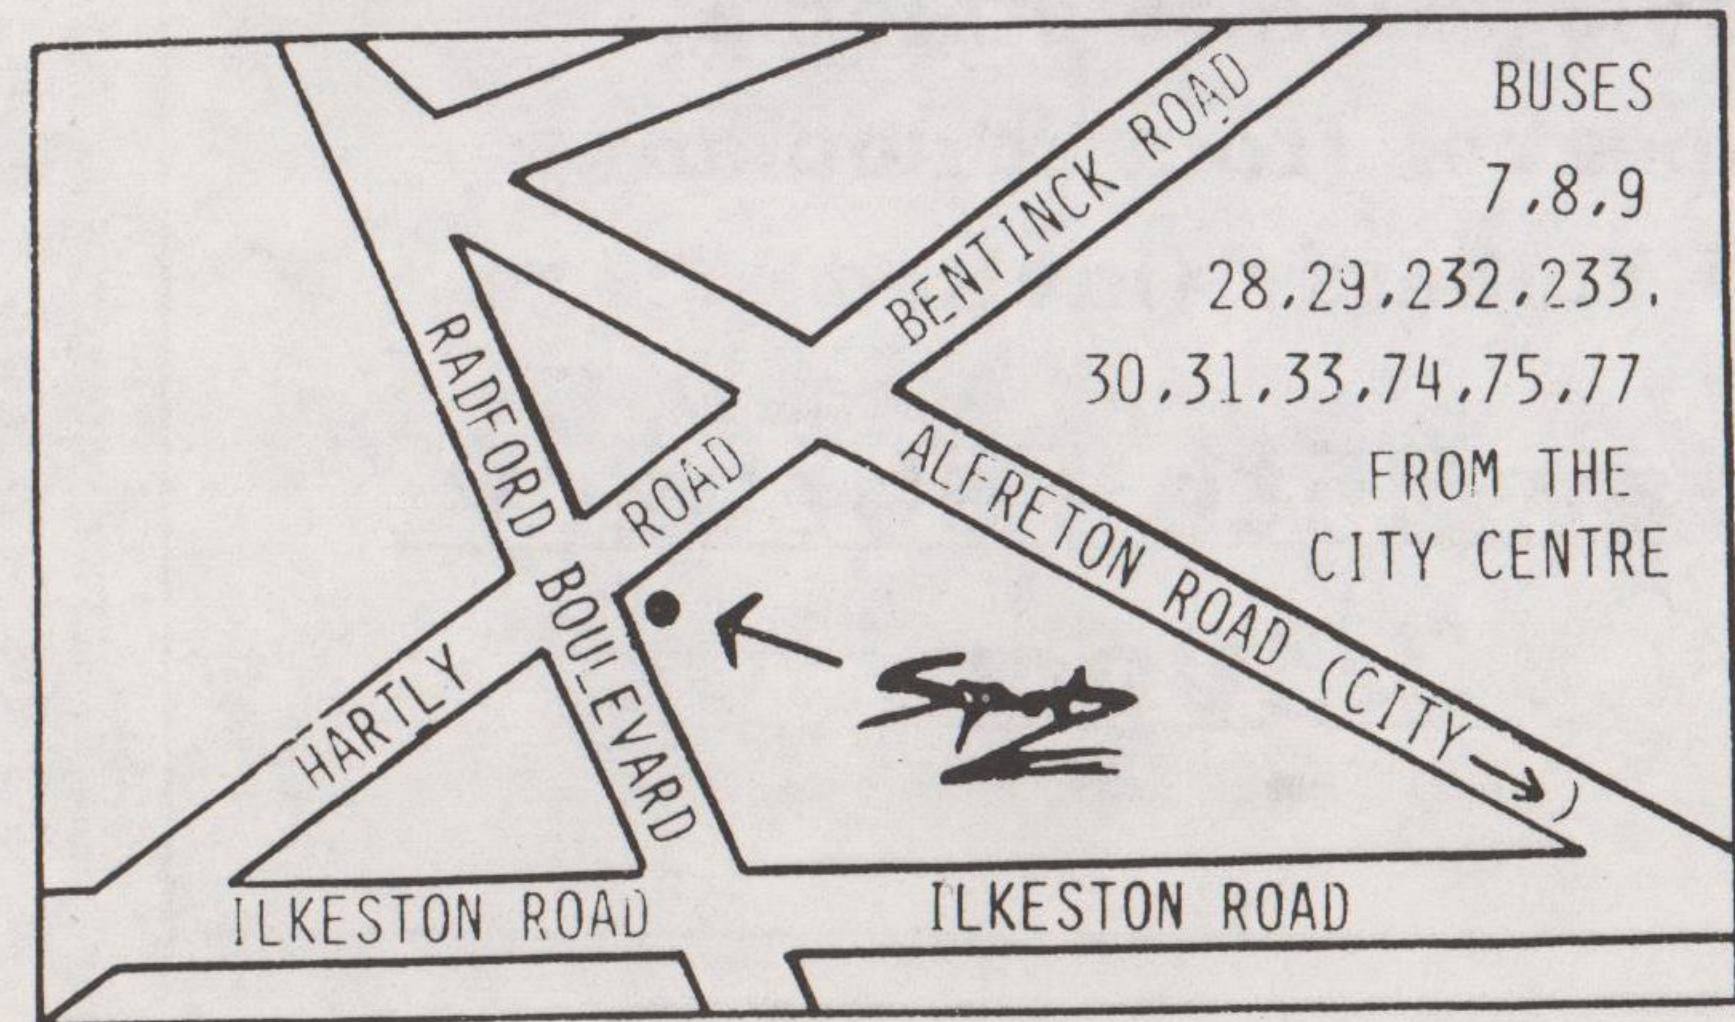 BUSES
7,8,9
28,29,232,233,
30,31,33,74,75,77
FROM THE
CITY CENTRE
BENTINCK ROAD
RADFORD BOULEVARD
HARTLY ROAD
ALFRETON ROAD (CITY →)
ILKESTON ROAD
ILKESTON ROAD